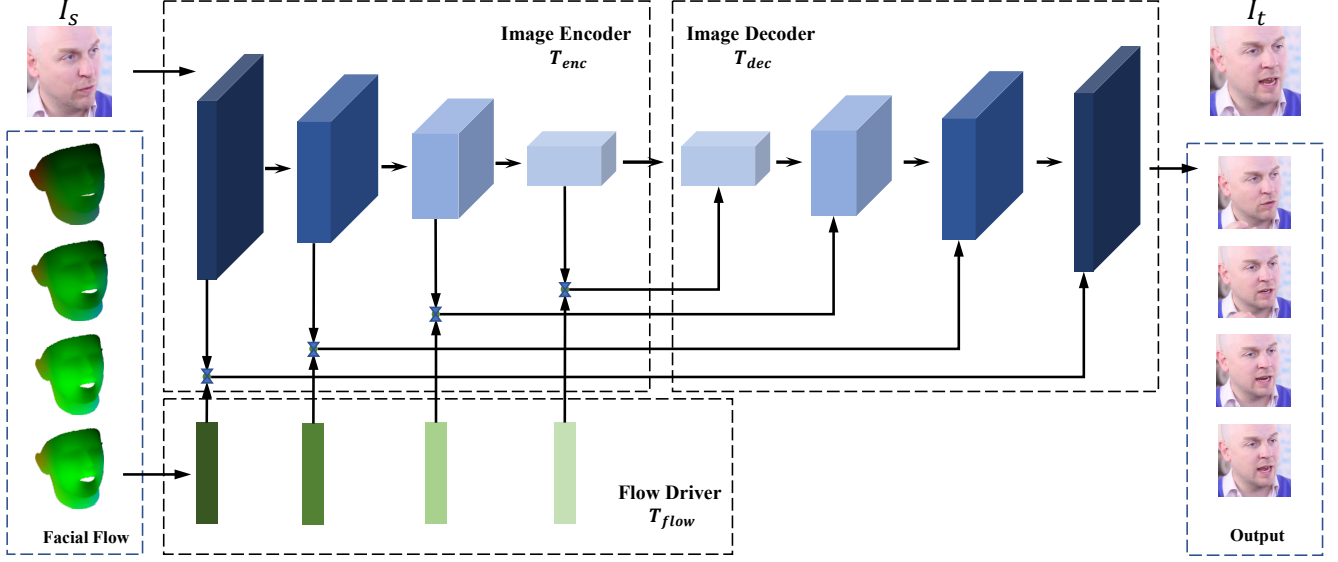 I_s
I_t
Image Encoder
T_enc
Image Decoder
T_dec
Flow Driver
T_flow
Facial Flow
Output